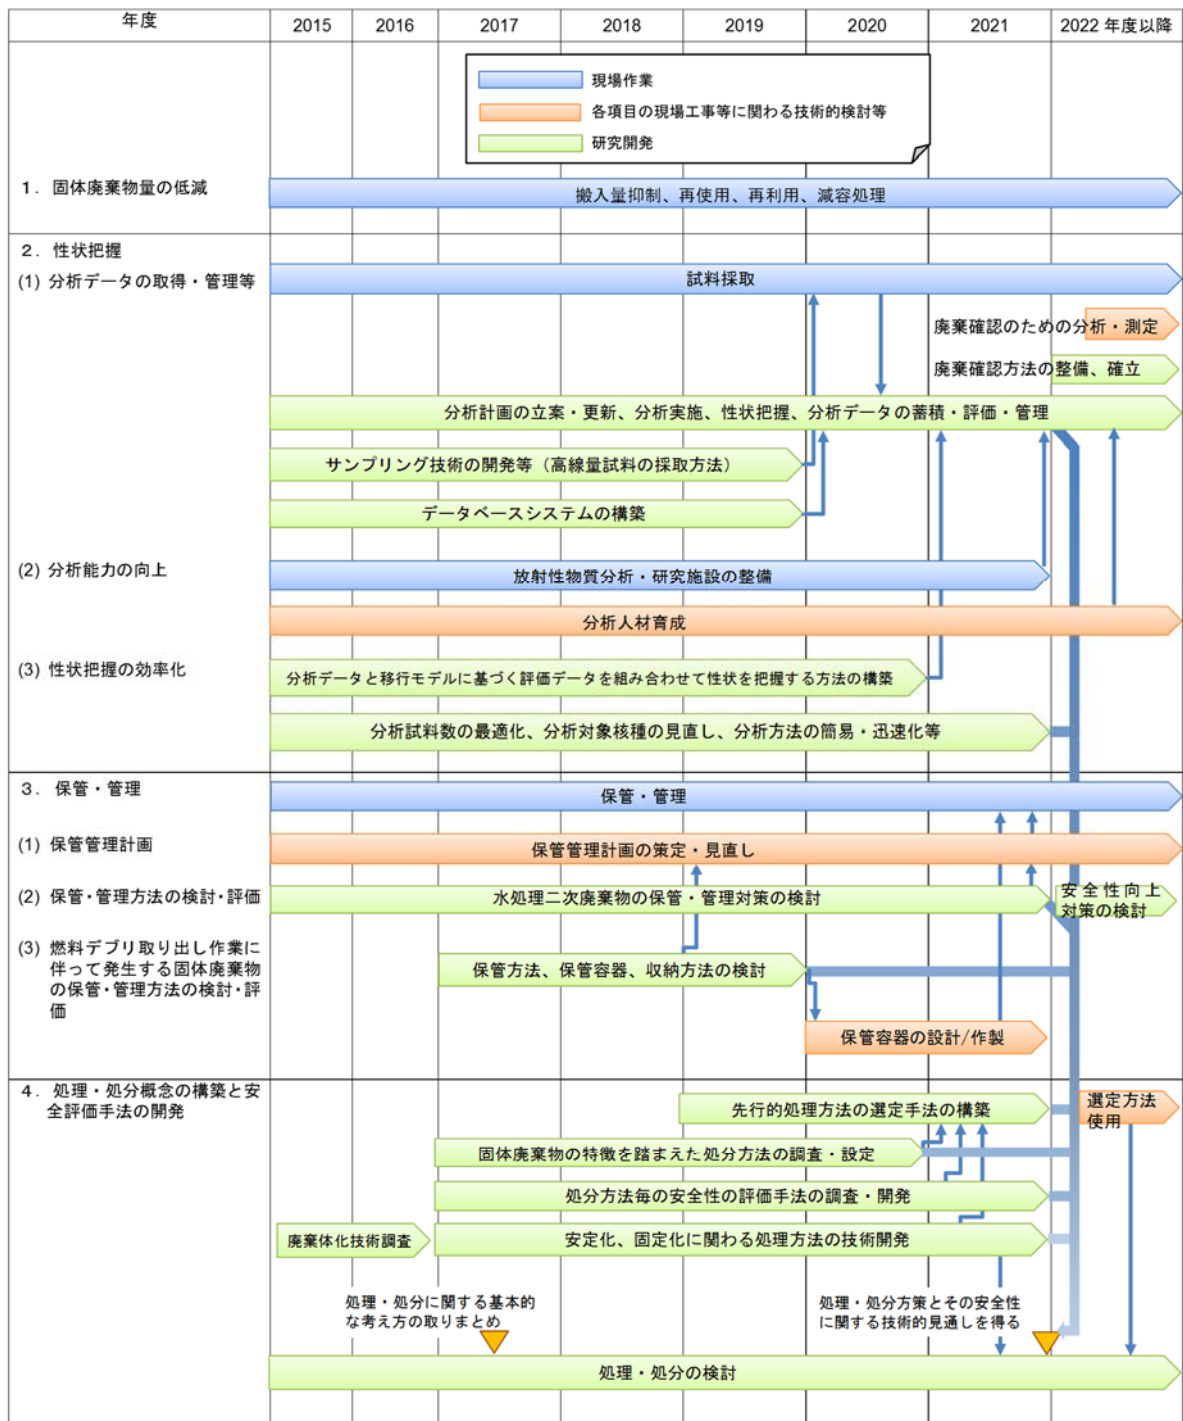 年度
2015
2016
2017
2018
2019
2020
2021
2022 年度以降
現場作業
各項目の現場工事等に関わる技術的検討等
研究開発
1. 固体廃棄物量の低減
搬入量抑制、再使用、再利用、減容処理
2. 性状把握
(1) 分析データの取得・管理等
試料採取
廃棄確認のための分析・測定
廃棄確認方法の整備、確立
分析計画の立案・更新、分析実施、性状把握、分析データの蓄積・評価・管理
サンプリング技術の開発等（高線量試料の採取方法）
データベースシステムの構築
(2) 分析能力の向上
放射性物質分析・研究施設の整備
分析人材育成
(3) 性状把握の効率化
分析データと移行モデルに基づく評価データを組み合わせて性状を把握する方法の構築
分析試料数の最適化、分析対象核種の見直し、分析方法の簡易・迅速化等
3. 保管・管理
保管・管理
(1) 保管管理計画
保管管理計画の策定・見直し
(2) 保管・管理方法の検討・評価
水処理二次廃棄物の保管・管理対策の検討
安全性向上
対策の検討
(3) 燃料デブリ取り出し作業に
伴って発生する固体廃棄物
の保管・管理方法の検討・評
価
保管方法、保管容器、収納方法の検討
保管容器の設計/作製
4. 処理・処分概念の構築と安
全評価手法の開発
先行的処理方法の選定手法の構築
選定方法
使用
固体廃棄物の特徴を踏まえた処分方法の調査・設定
処分方法毎の安全性の評価手法の調査・開発
廃棄体化技術調査
安定化、固定化に関わる処理方法の技術開発
処理・処分に関する基本的
な考え方の取りまとめ
処理・処分方策とその安全性
に関する技術的見通しを得る
処理・処分の検討